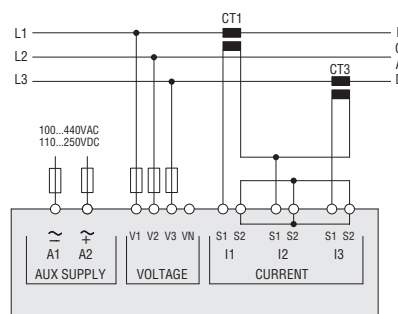 CT1
L1
L2
CT3
L3
100...440VAC
110...250VDC
V1 V2 V3 VN S1 S2 S1 S2 S1 S2
A1 A2 I1 I2 I3
AUX SUPPLY VOLTAGE CURRENT